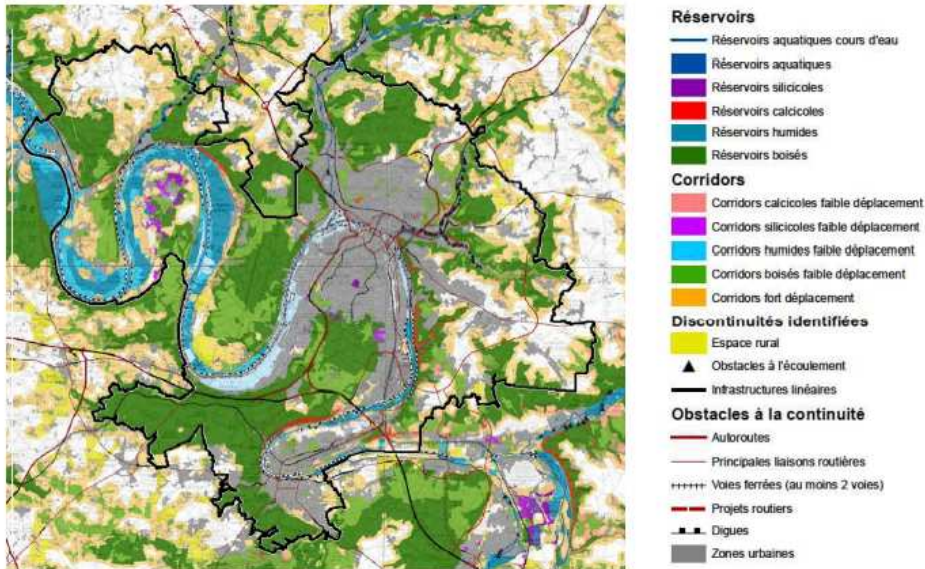 Réservoirs
Réservoirs aquatiques cours d'eau
Réservoirs aquatiques
Réservoirs silicicoles
Réservoirs calcicoles
Réservoirs humides
Réservoirs boisés
Corridors
Corridors calcicoles faible déplacement
Corridors silicicoles faible déplacement
Corridors humides faible déplacement
Corridors boisés faible déplacement
Corridors fort déplacement
Discontinuités identifiées
Espace rural
Obstacles à l'écoulement
Infrastructures linéaires
Obstacles à la continuité
Autoroutes
Principales liaisons routières
Voies ferrées (au moins 2 voies)
Projets routiers
Digues
Zones urbaines